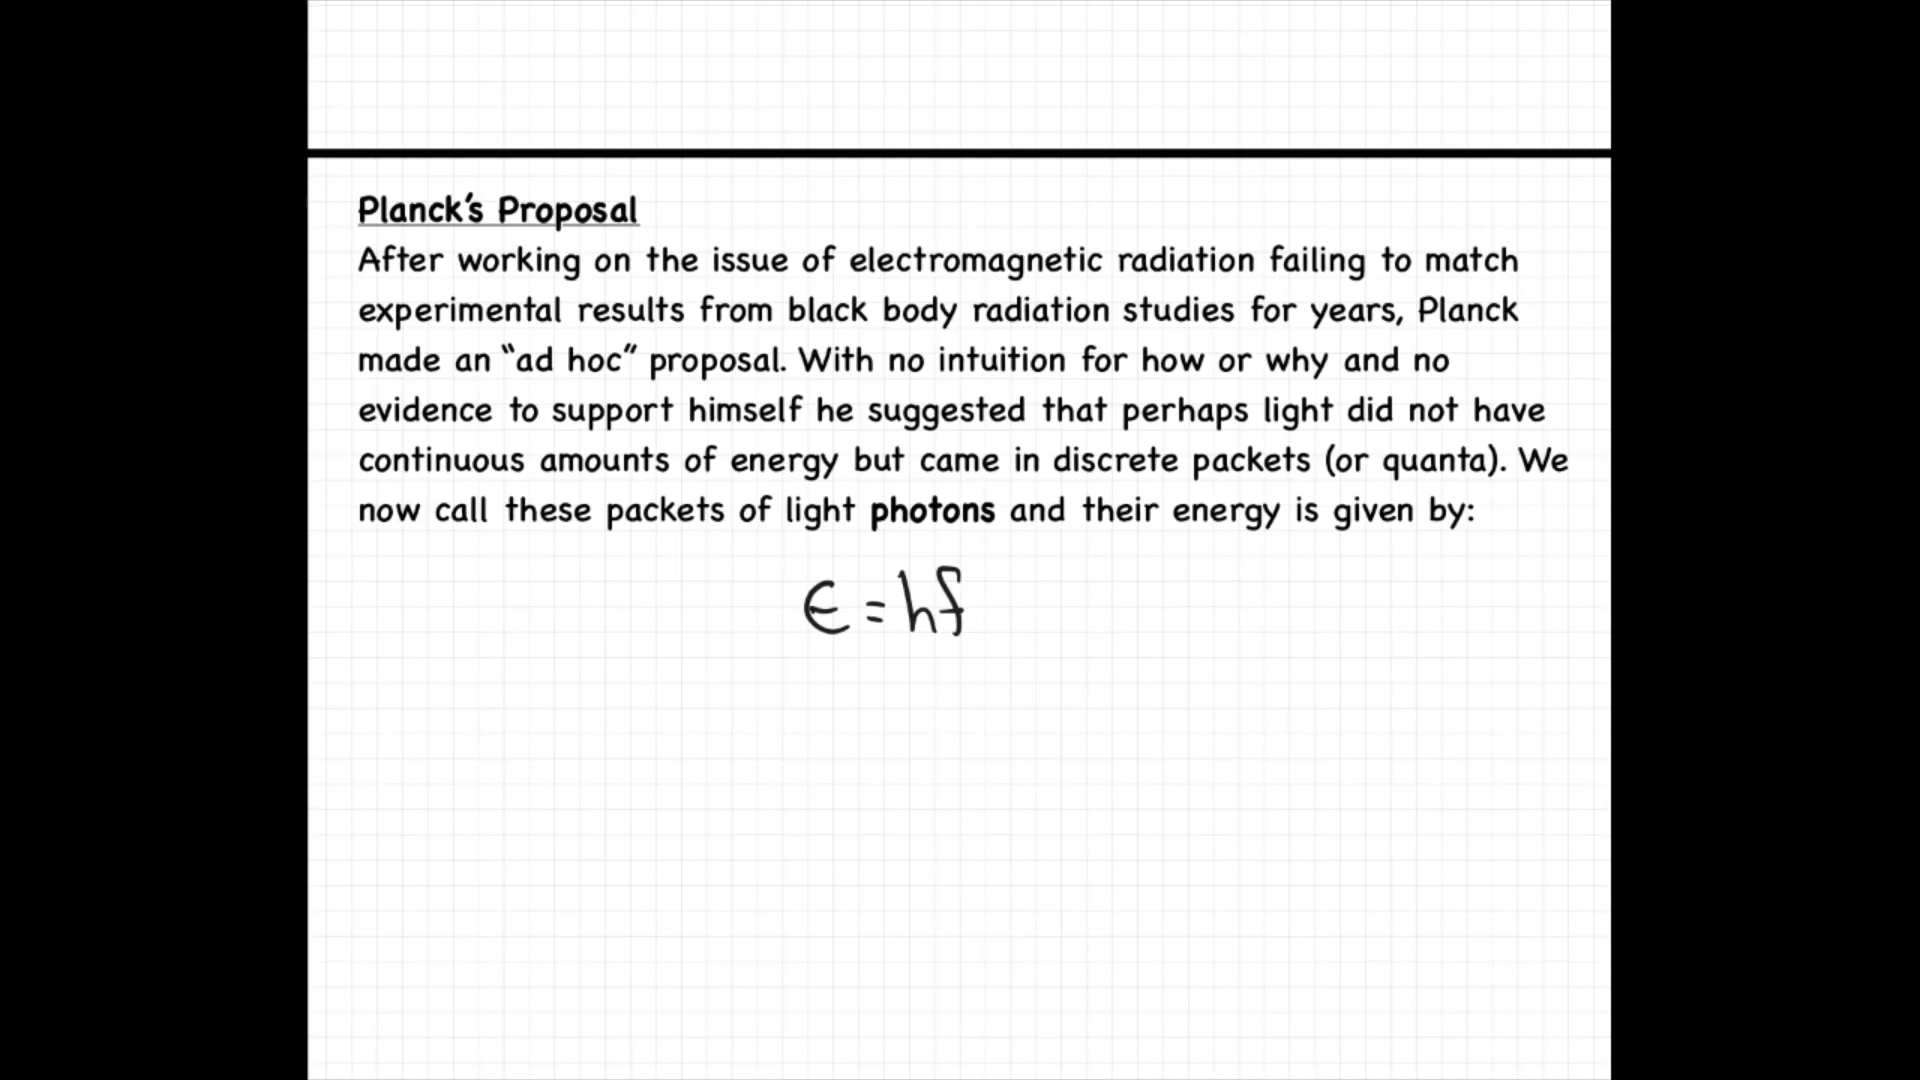 Planck's Proposal
After working on the issue of electromagnetic radiation failing to match
experimental results from black body radiation studies for years, Planck
made an "ad hoc" proposal. With no intuition for how or why and no
evidence to support himself he suggested that perhaps light did not have
continuous amounts of energy but came in discrete packets (or quanta). We
now call these packets of light photons and their energy is given by:
ϵ = hf